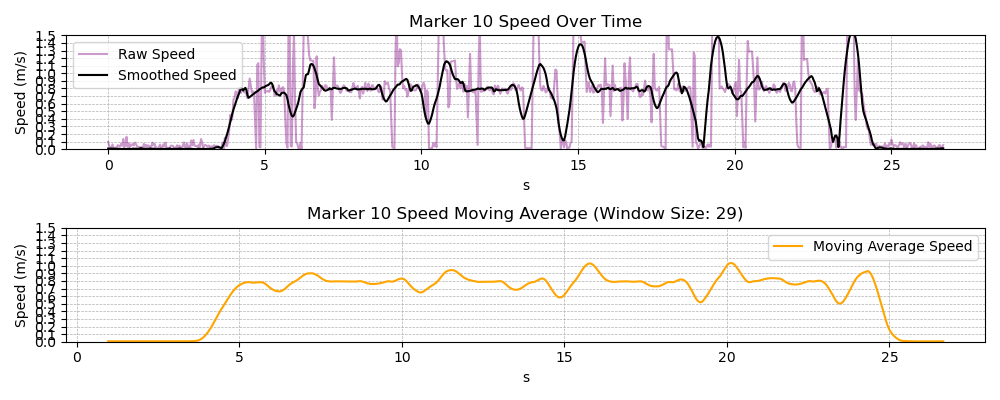 Marker 10 Speed Over Time
Speed (m/s)
1.5
1.4
1.3
1.2
1.1
1.0
0.9
0.8
0.7
0.6
0.5
0.4
0.3
0.2
0.1
0.0
Raw Speed
Smoothed Speed
0 5 10 15 20 25
s
Marker 10 Speed Moving Average (Window Size: 29)
Speed (m/s)
1.5
1.4
1.3
1.2
1.1
1.0
0.9
0.8
0.7
0.6
0.5
0.4
0.3
0.2
0.1
0.0
Moving Average Speed
0 5 10 15 20 25
s